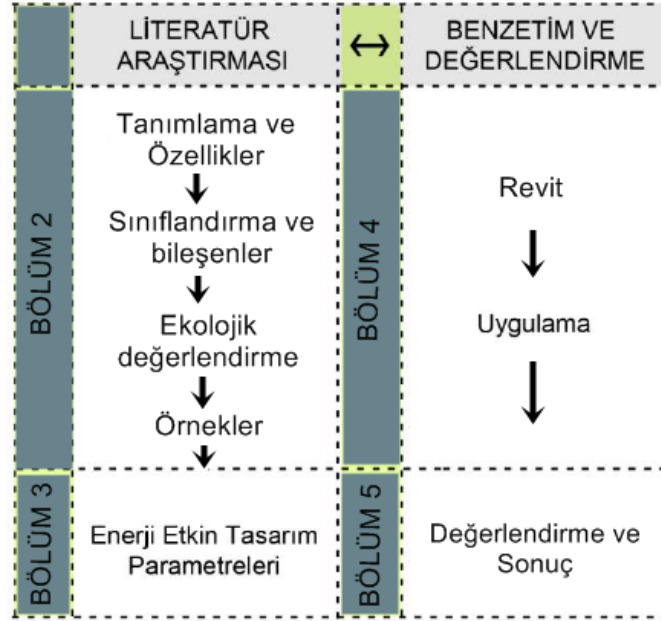 LİTERATÜR
ARAŞTIRMASI
BENZETİM VE
DEĞERLENDİRME
BÖLÜM 2
Tanımlama ve
Özellikler
Sınıflandırma ve
bileşenler
Ekolojik
değerlendirme
Örnekler
BÖLÜM 4
Revit
Uygulama
BÖLÜM 3
Enerji Etkin Tasarım
Parametreleri
BÖLÜM 5
Değerlendirme ve
Sonuç